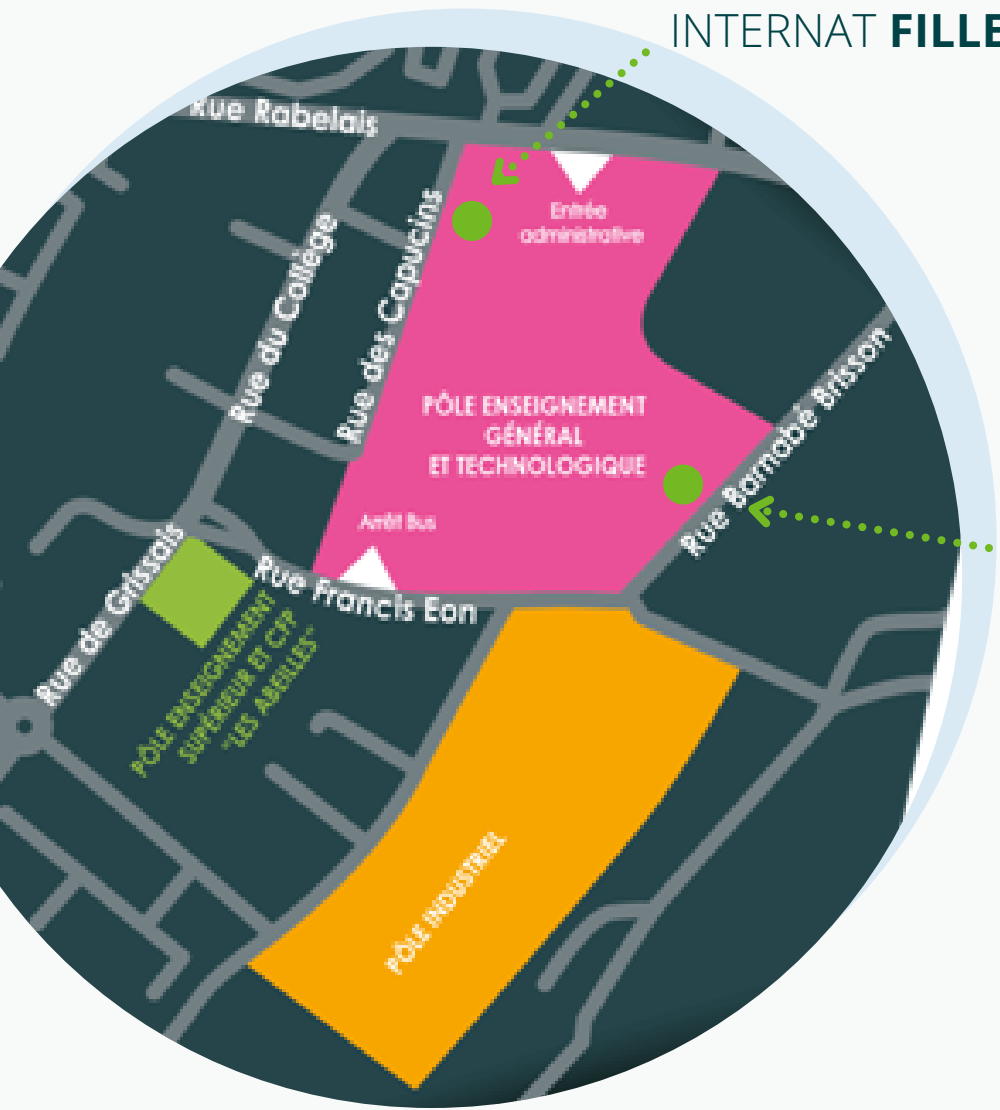 INTERNAT FILLE
Rue Rabelais
Entrée
administrative
Rue du Collège
Rue des Capucins
Rue Barnabé Brisson
PÔLE ENSEIGNEMENT
GÉNÉRAL
ET TECHNOLOGIQUE
Arrêt Bus
Rue de Grissais
Rue Francis Eon
PÔLE ENSEIGNEMENT
SUPÉRIEUR ET CFP
"LES ABEILLES"
PÔLE INDUSTRIEL